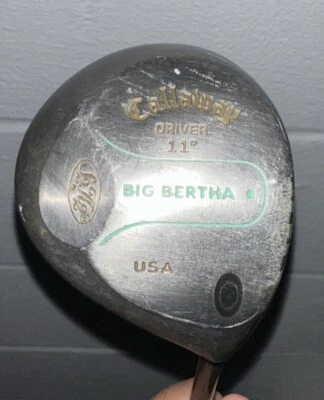 Callaway
DRIVER
11°
BIG BERTHA
USA